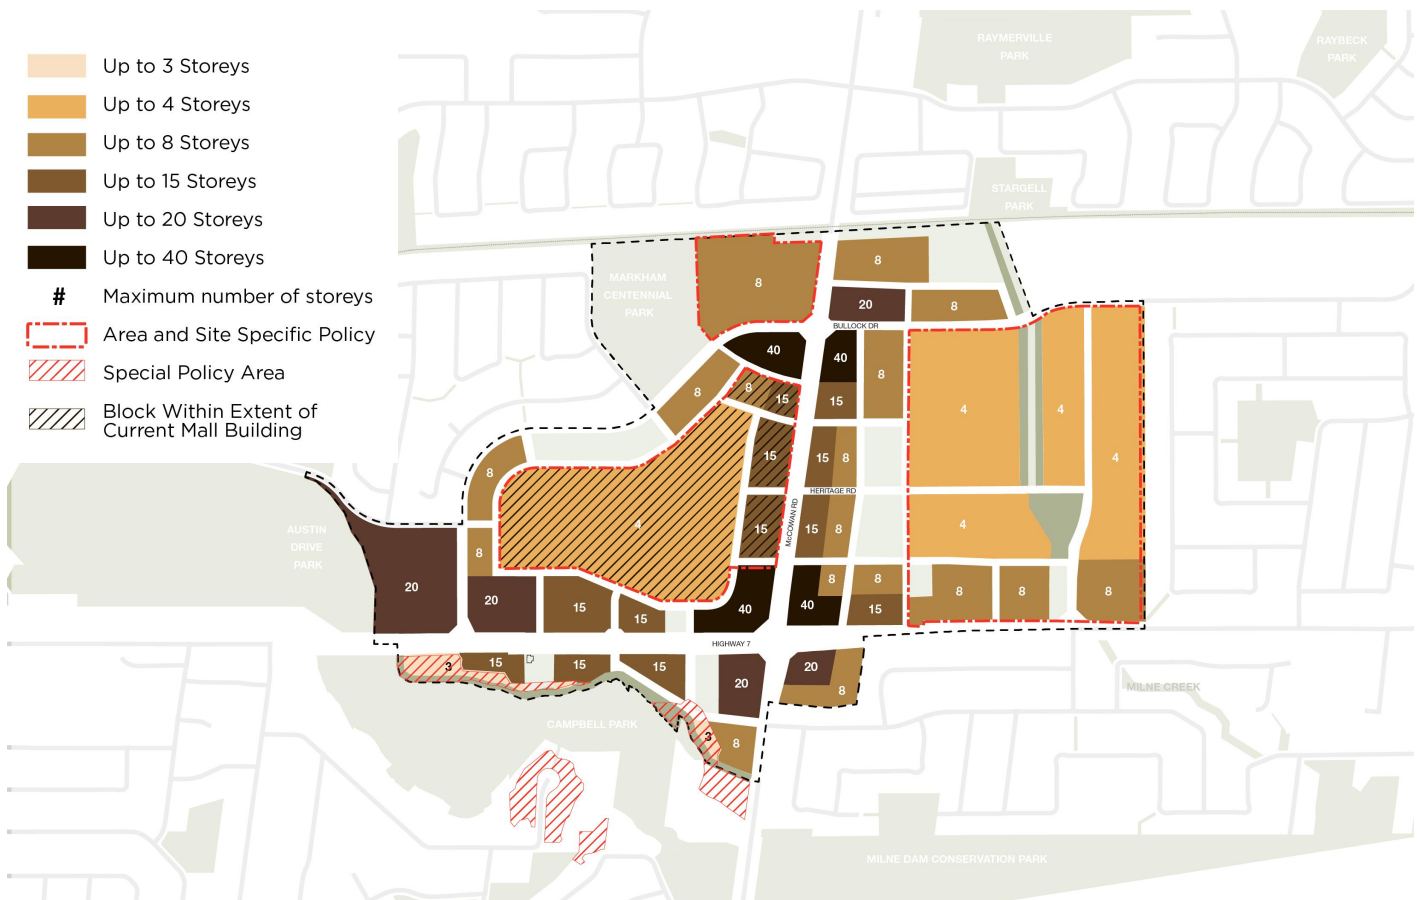 Up to 3 Storeys
Up to 4 Storeys
Up to 8 Storeys
Up to 15 Storeys
Up to 20 Storeys
Up to 40 Storeys
# Maximum number of storeys
Area and Site Specific Policy
Special Policy Area
Block Within Extent of
Current Mall Building
RAYMERVILLE
PARK
RAYBECK
PARK
STARGELL
PARK
MARKHAM
CENTENNIAL
PARK
8
8
20
8
BULLOCK DR
40
40
8
8
8
15
15
4
4
4
15
15
8
8
HERITAGE RD
McCOWAN RD
4
15
15
8
4
AUSTIN
DRIVE
PARK
8
20
20
15
15
40
40
8
8
15
8
8
8
HIGHWAY 7
3
15
15
15
20
20
8
MILNE CREEK
CAMPBELL PARK
3
8
MILNE DAM CONSERVATION PARK